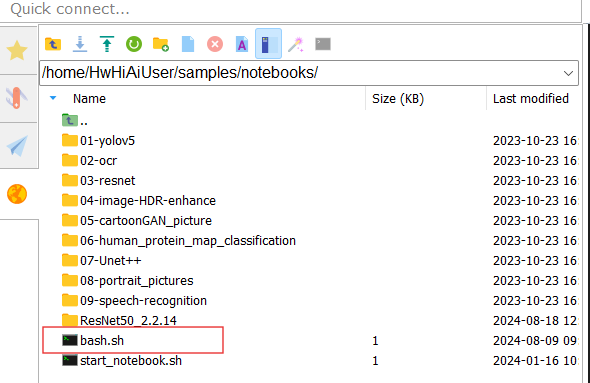 Quick connect...
/home/HwHiAiUser/samples/notebooks/
Name Size (KB) Last modified
..
01-yolov5 2023-10-23 16
02-ocr 2023-10-23 16
03-resnet 2023-10-23 16
04-image-HDR-enhance 2023-10-23 16
05-cartoonGAN_picture 2023-10-23 16
06-human_protein_map_classification 2023-10-23 16
07-Unet++ 2023-10-23 16
08-portrait_pictures 2023-10-23 16
09-speech-recognition 2023-10-23 16
ResNet50_2.2.14 2024-08-18 12
bash.sh 1 2024-08-09 09
start_notebook.sh 1 2024-01-16 10